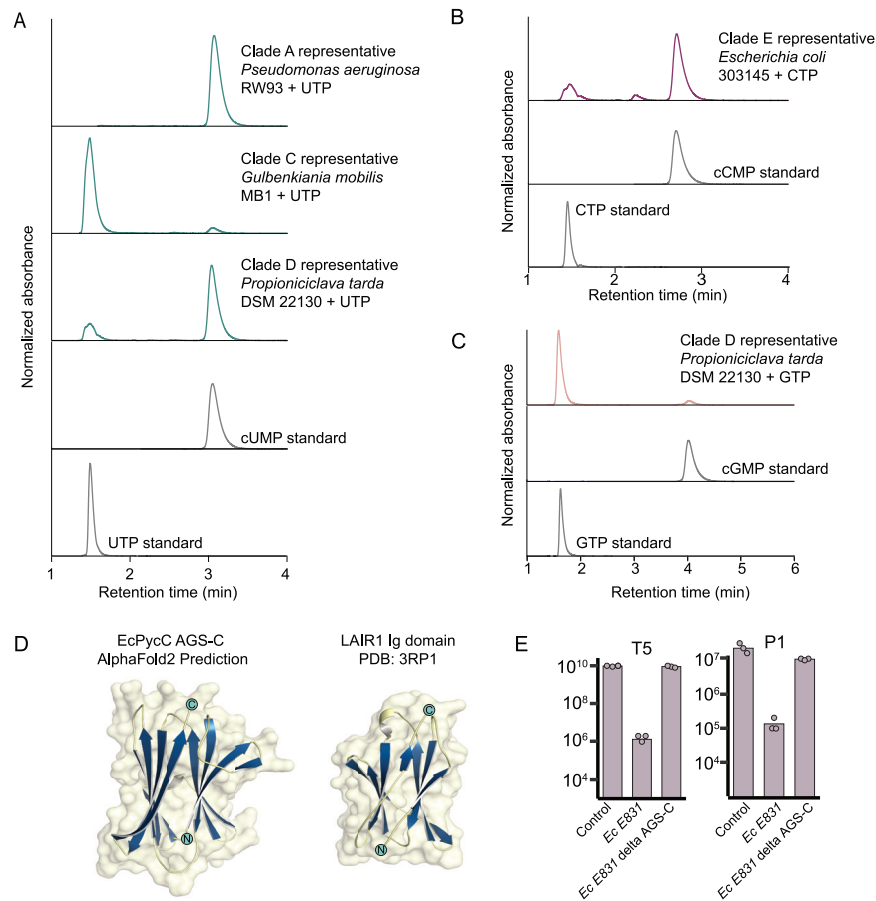 A
Normalized absorbance
Clade A representative
Pseudomonas aeruginosa
RW93 + UTP
Clade C representative
Gulbenkiania mobilis
MB1 + UTP
Clade D representative
Propioniciclava tarda
DSM 22130 + UTP
cUMP standard
UTP standard
1 2 3 4
Retention time (min)
B
Normalized absorbance
Clade E representative
Escherichia coli
303145 + CTP
cCMP standard
CTP standard
1 2 3 4
Retention time (min)
C
Normalized absorbance
Clade D representative
Propioniciclava tarda
DSM 22130 + GTP
cGMP standard
GTP standard
1 2 3 4 5 6
Retention time (min)
D
EcPycC AGS-C
AlphaFold2 Prediction
C
N
LAIR1 Ig domain
PDB: 3RP1
C
N
E
T5
10¹⁰
10⁸
10⁶
10⁴
Control
Ec E831
Ec E831 delta AGS-C
P1
10⁷
10⁶
10⁵
10⁴
Control
Ec E831
Ec E831 delta AGS-C